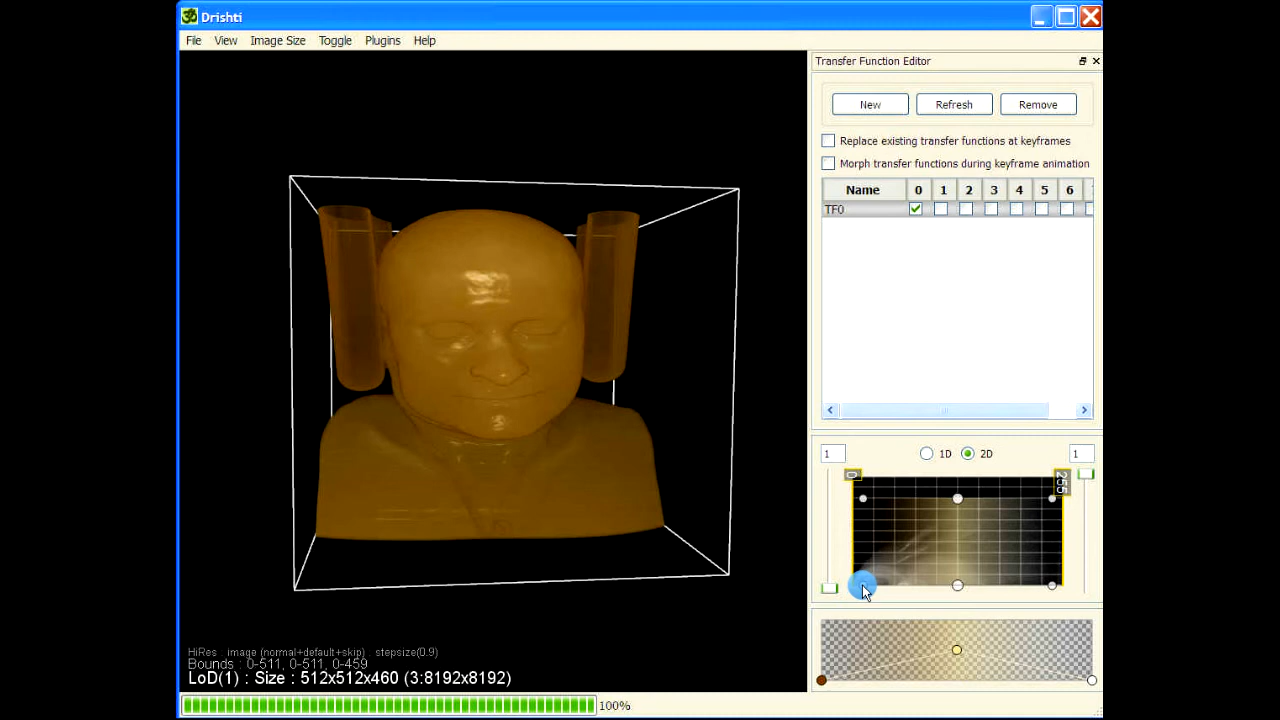 Drishti
File View Image Size Toggle Plugins Help
Transfer Function Editor
New Refresh Remove
Replace existing transfer functions at keyframes
Morph transfer functions during keyframe animation
Name 0 1 2 3 4 5 6
TF0
1 1D 2D 1
0 255
HiRes : image (normal+default+skip) : stepsize(0.9)
Bounds : 0-511, 0-511, 0-459
LoD(1) : Size : 512x512x460 (3:8192x8192)
100%